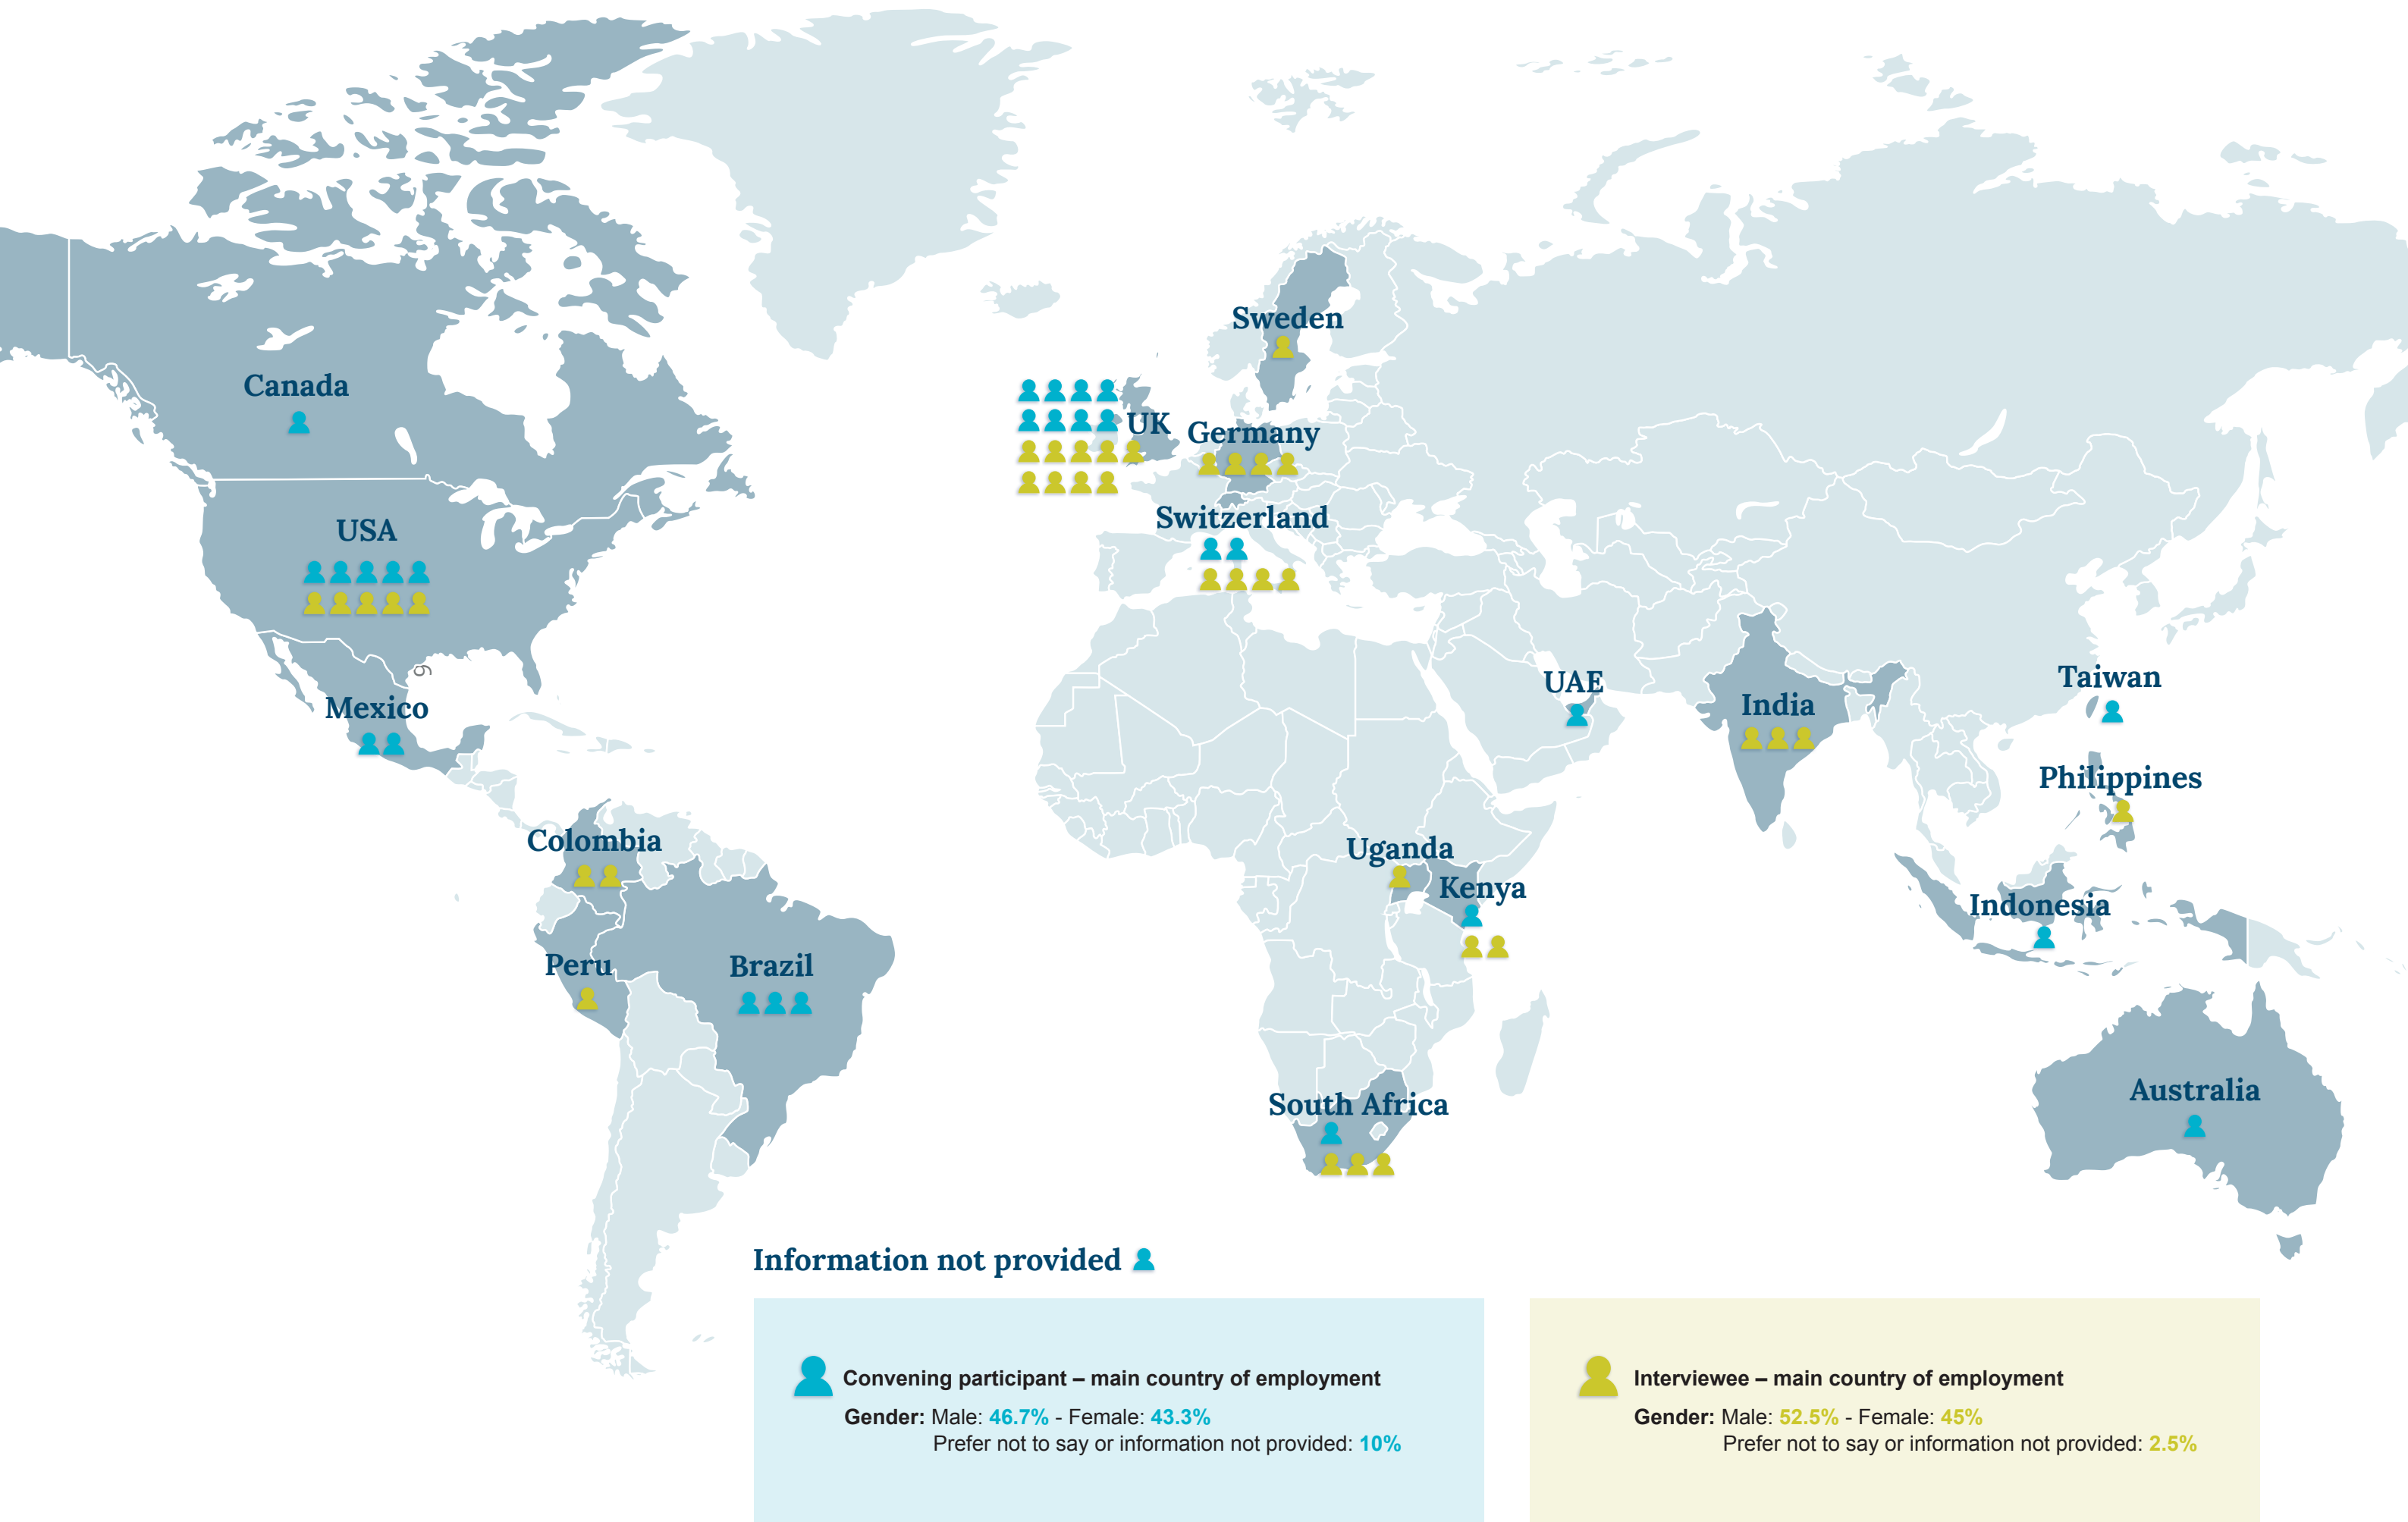 Sweden
Canada
UK
Germany
Switzerland
USA
6
Mexico
UAE
India
Taiwan
Philippines
Colombia
Uganda
Kenya
Indonesia
Peru
Brazil
South Africa
Australia
Information not provided
Convening participant – main country of employment
Gender: Male: 46.7% - Female: 43.3%
Prefer not to say or information not provided: 10%
Interviewee – main country of employment
Gender: Male: 52.5% - Female: 45%
Prefer not to say or information not provided: 2.5%